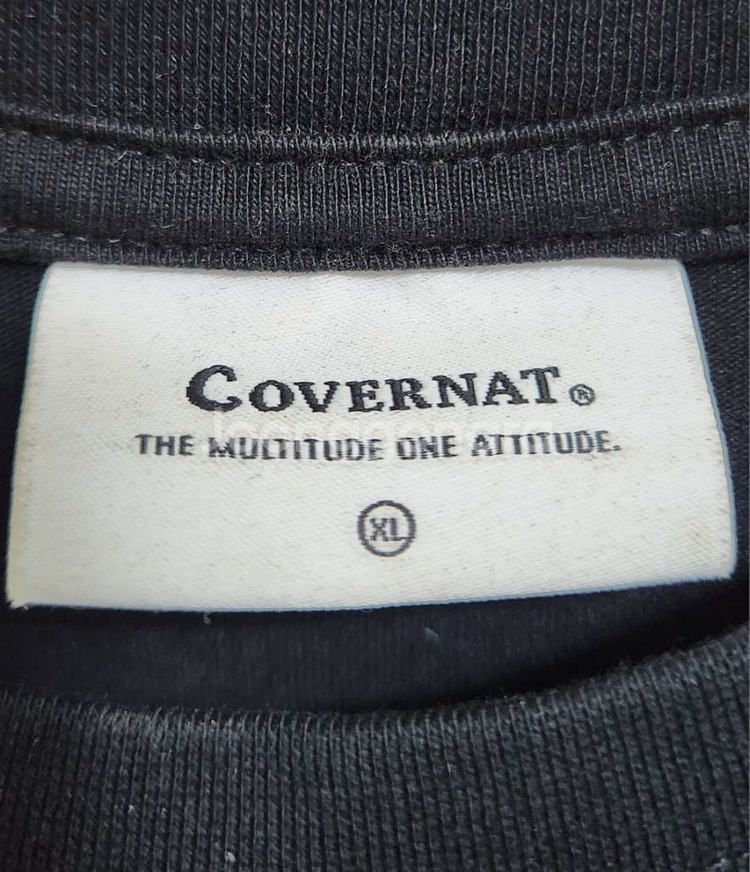 COVERNAT®
THE MULTITUDE ONE ATTITUDE.
XL